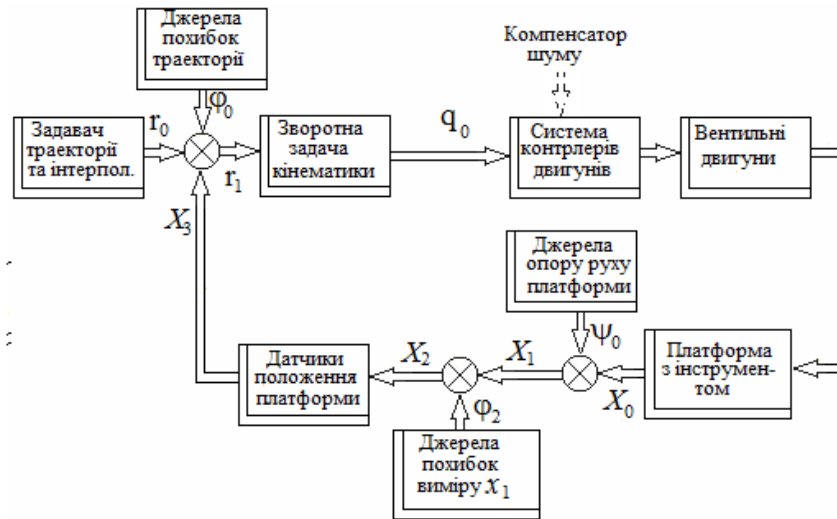 Джерела
похибок
траекторії
Компенсатор
шуму
φ₀
Задавач
траекторії
та інтерпол.
r₀
r₁
Зворотна
задача
кінематики
q₀
Система
контрлерів
двигунів
Вентильні
двигуни
X₃
Джерела
опору руху
платформи
ψ₀
Датчики
положення
платформи
X₂
X₁
X₀
Платформа
з інструмен-
том
φ₂
Джерела
похибок
виміру x₁